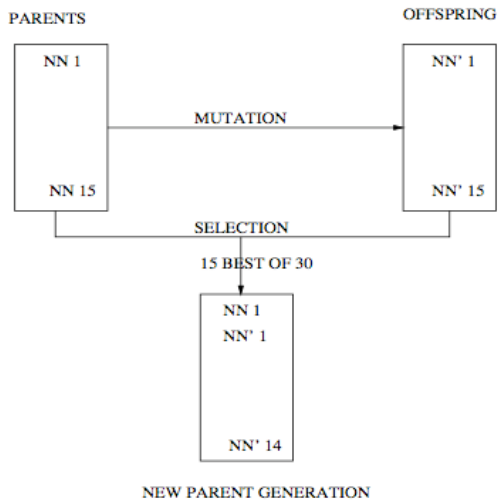 PARENTS
OFFSPRING
NN 1
NN' 1
MUTATION
NN 15
NN' 15
SELECTION
15 BEST OF 30
NN 1
NN' 1
NN' 14
NEW PARENT GENERATION